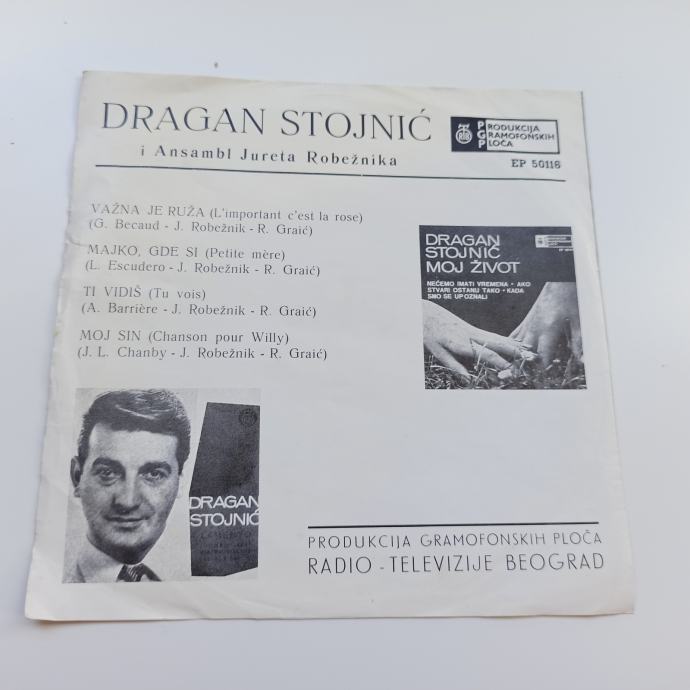 DRAGAN STOJNIĆ
i Ansambl Jureta Robežnika
PGP RTB
PRODUKCIJA
GRAMOFONSKIH
PLOČA
EP 50116
VAŽNA JE RUŽA (L'important c'est la rose)
(G. Becaud - J. Robežnik - R. Graić)
MAJKO, GDE SI (Petite mère)
(L. Escudero - J. Robežnik - R. Graić)
TI VIDIŠ (Tu vois)
(A. Barrière - J. Robežnik - R. Graić)
MOJ SIN (Chanson pour Willy)
(J. L. Chanby - J. Robežnik - R. Graić)
DRAGAN
STOJNIĆ
MOJ ŽIVOT
NEĆEMO IMATI VREMENA • AKO
STVARI OSTANU TAKO • KADA
SMO SE UPOZNALI
DRAGAN
STOJNIĆ
PRODUKCIJA GRAMOFONSKIH PLOČA
RADIO - TELEVIZIJE BEOGRAD